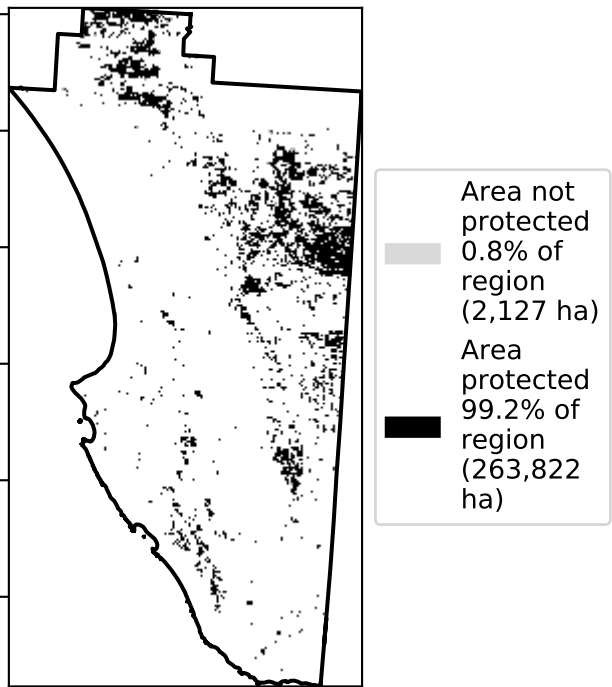 Area not
protected
0.8% of
region
(2,127 ha)
Area
protected
99.2% of
region
(263,822
ha)